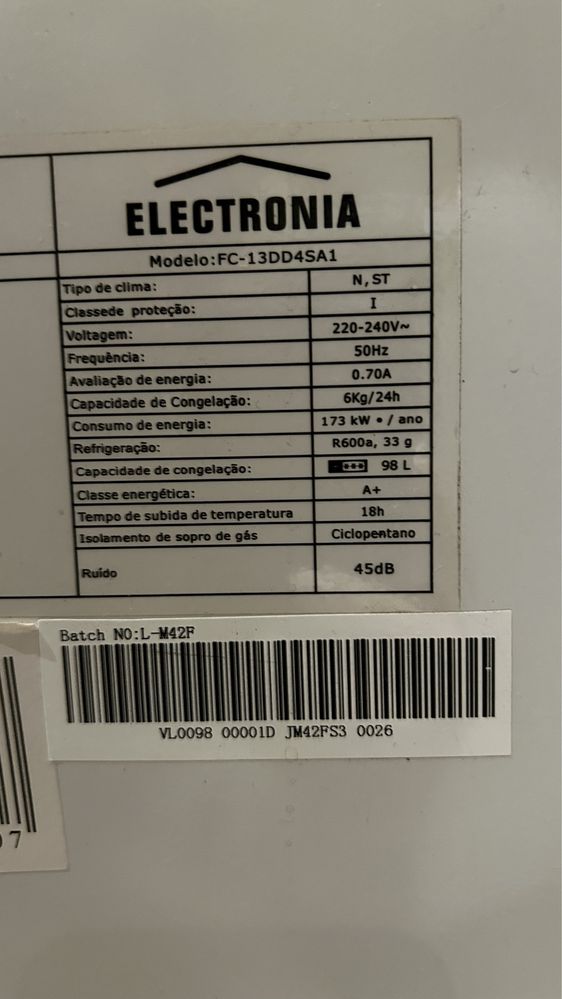 ELECTRONIA
Modelo:FC-13DD4SA1
Tipo de clima: N,ST
Classede proteção: I
Voltagem: 220-240V~
Frequência: 50Hz
Avaliação de energia: 0.70A
Capacidade de Congelação: 6Kg/24h
Consumo de energia: 173 kW • / ano
Refrigeração: R600a, 33 g
Capacidade de congelação: 98 L
Classe energética: A+
Tempo de subida de temperatura 18h
Isolamento de sopro de gás Ciclopentano
Ruído 45dB
Batch NO:L-M42F
VL0098 00001D JM42FS3 0026
7